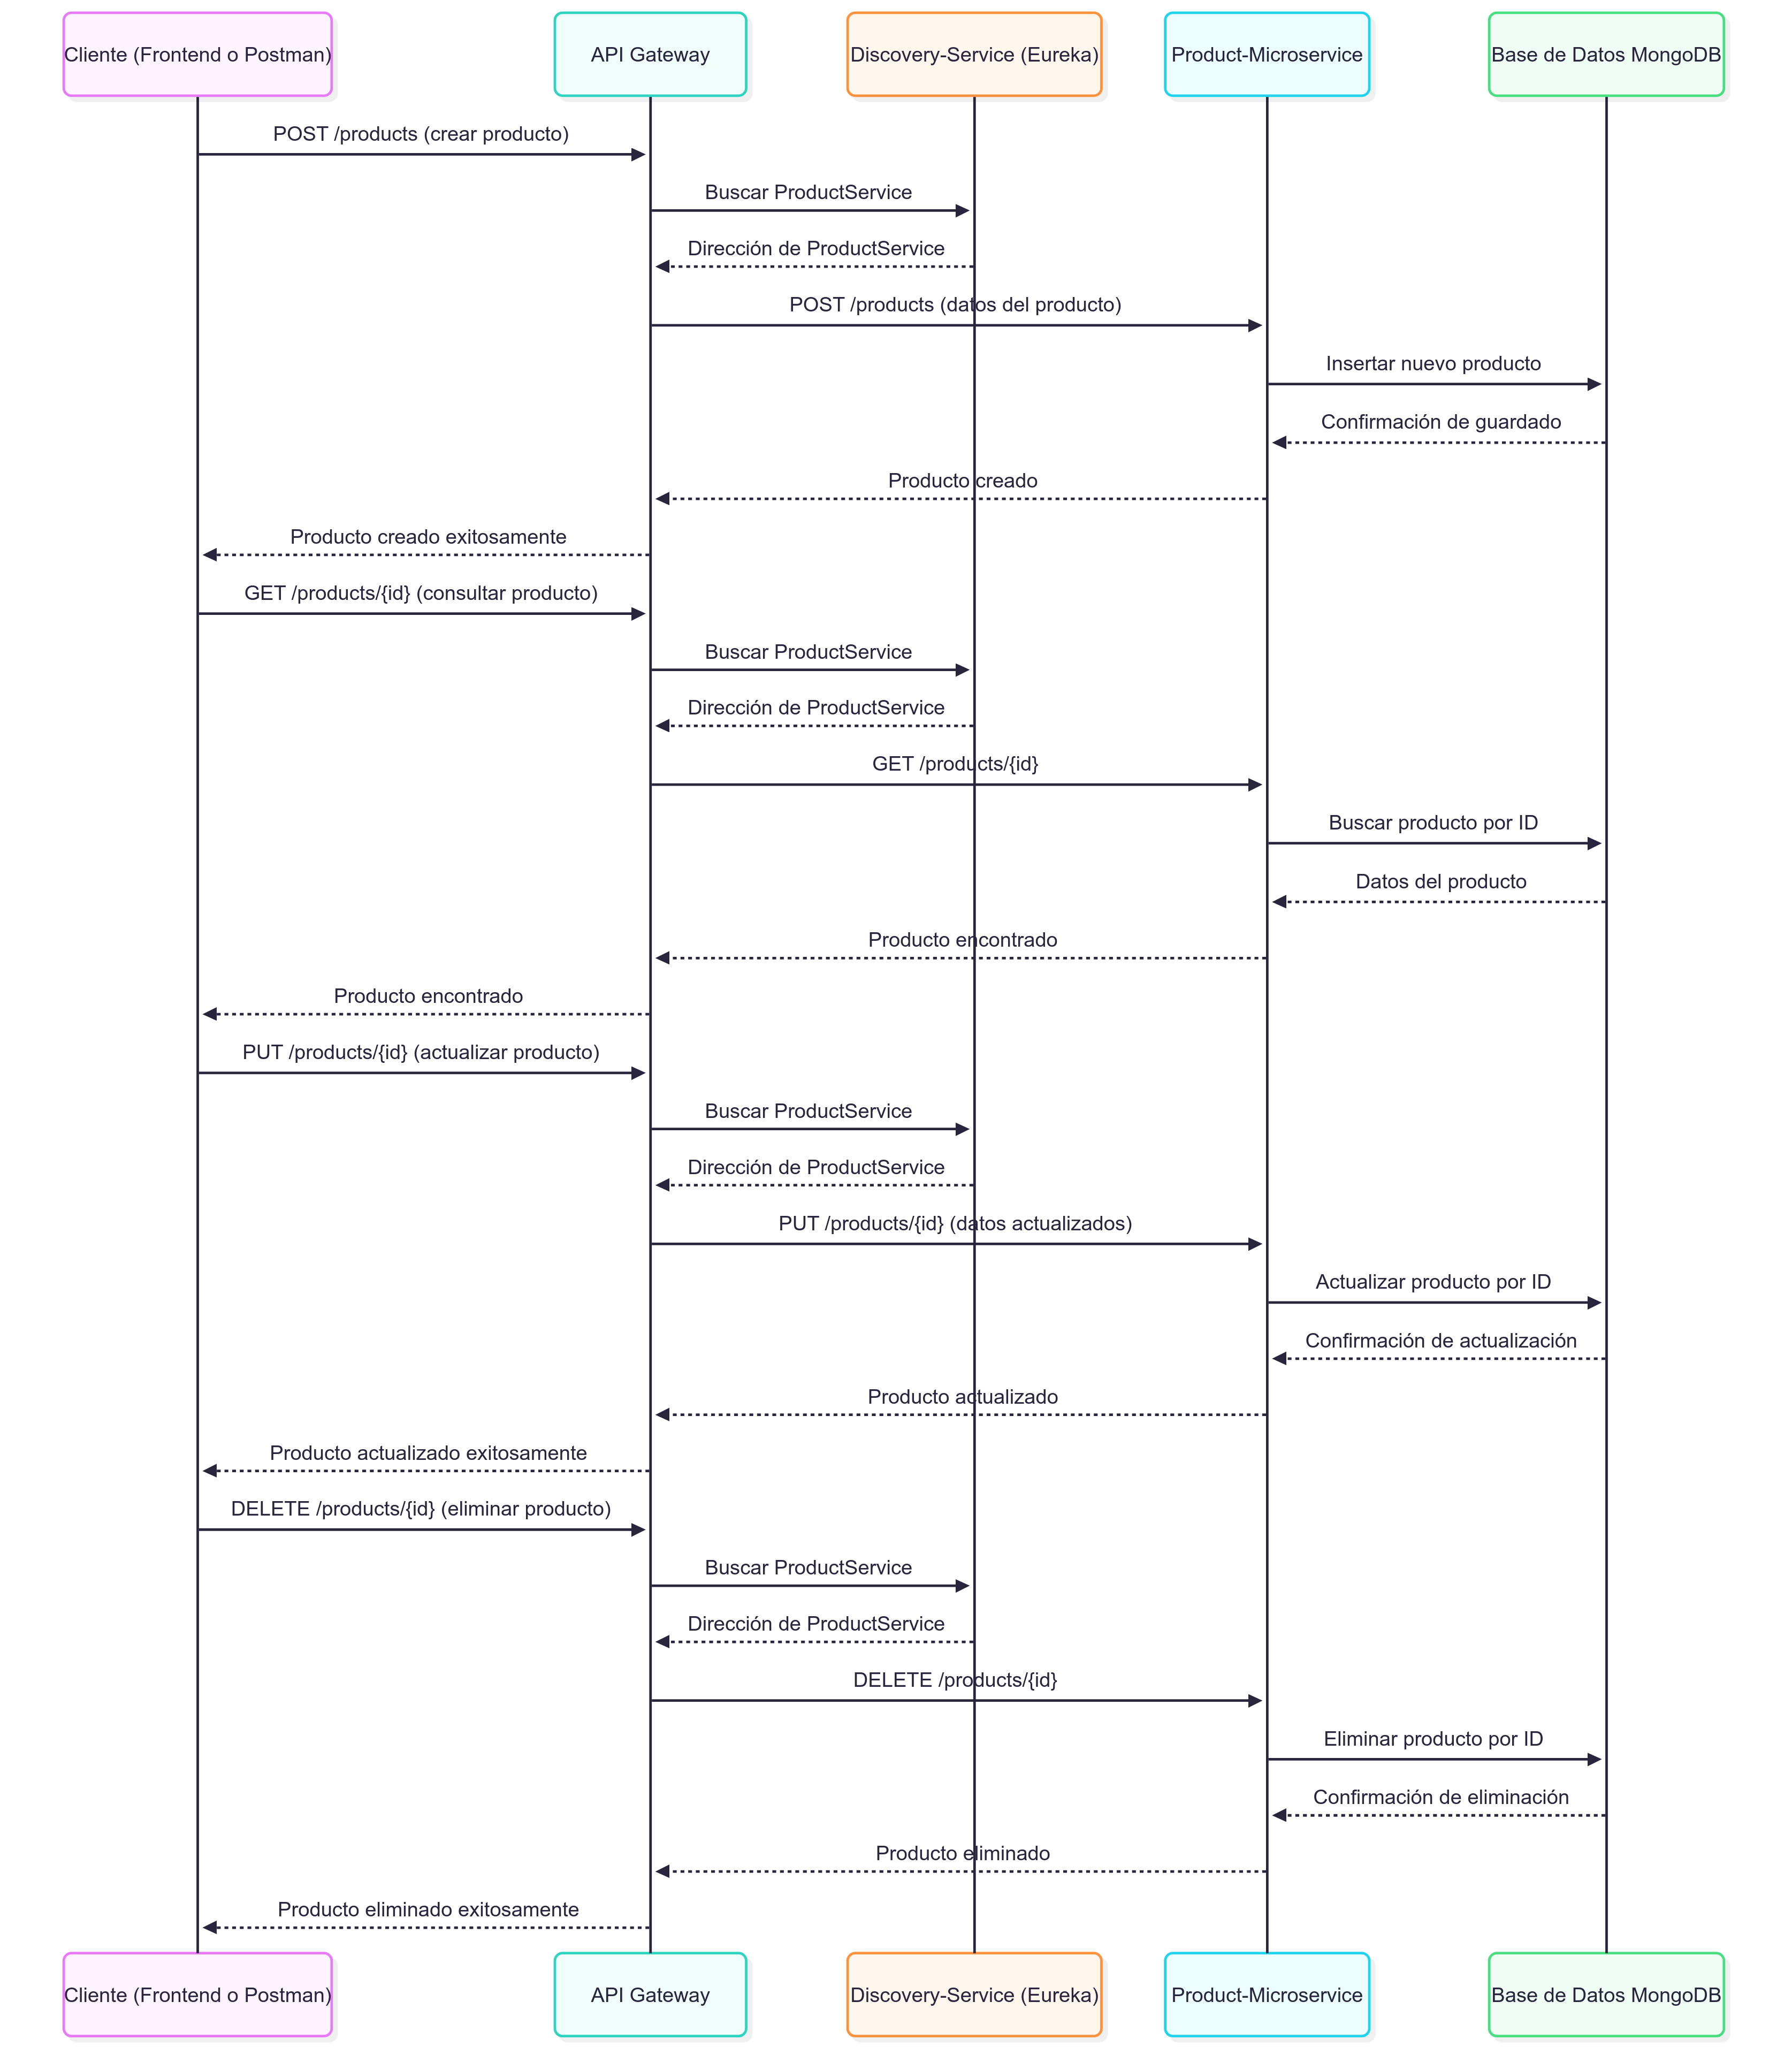 Cliente (Frontend o Postman)
API Gateway
Discovery-Service (Eureka)
Product-Microservice
Base de Datos MongoDB
POST /products (crear producto)
Buscar ProductService
Dirección de ProductService
POST /products (datos del producto)
Insertar nuevo producto
Confirmación de guardado
Producto creado
Producto creado exitosamente
GET /products/{id} (consultar producto)
Buscar ProductService
Dirección de ProductService
GET /products/{id}
Buscar producto por ID
Datos del producto
Producto encontrado
Producto encontrado
PUT /products/{id} (actualizar producto)
Buscar ProductService
Dirección de ProductService
PUT /products/{id} (datos actualizados)
Actualizar producto por ID
Confirmación de actualización
Producto actualizado
Producto actualizado exitosamente
DELETE /products/{id} (eliminar producto)
Buscar ProductService
Dirección de ProductService
DELETE /products/{id}
Eliminar producto por ID
Confirmación de eliminación
Producto eliminado
Producto eliminado exitosamente
Cliente (Frontend o Postman)
API Gateway
Discovery-Service (Eureka)
Product-Microservice
Base de Datos MongoDB